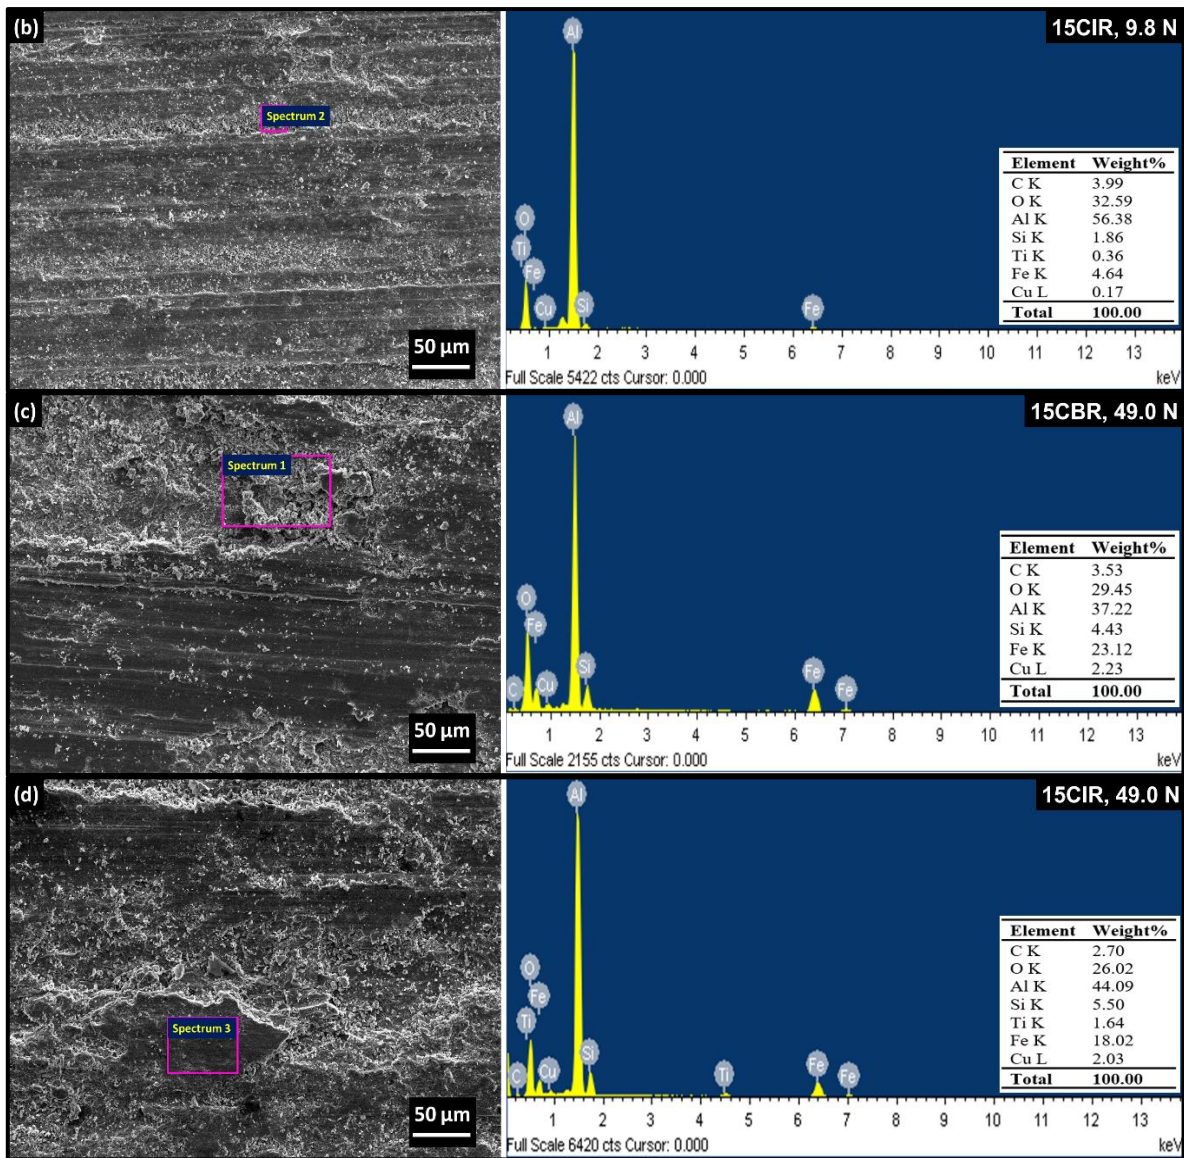 (b)
Spectrum 2
50 µm
15CIR, 9.8 N
Al
O
Ti
Fe
Cu
Si
Fe
1 2 3 4 5 6 7 8 9 10 11 12 13
Full Scale 5422 cts Cursor: 0.000
keV
Element Weight%
C K 3.99
O K 32.59
Al K 56.38
Si K 1.86
Ti K 0.36
Fe K 4.64
Cu L 0.17
Total 100.00
(c)
Spectrum 1
50 µm
15CBR, 49.0 N
Al
O
Fe
C
Cu
Si
Fe
Fe
1 2 3 4 5 6 7 8 9 10 11 12 13
Full Scale 2155 cts Cursor: 0.000
keV
Element Weight%
C K 3.53
O K 29.45
Al K 37.22
Si K 4.43
Fe K 23.12
Cu L 2.23
Total 100.00
(d)
Spectrum 3
50 µm
15CIR, 49.0 N
Al
O
Fe
Ti
C
Cu
Si
Ti
Fe
Fe
1 2 3 4 5 6 7 8 9 10 11 12 13
Full Scale 6420 cts Cursor: 0.000
keV
Element Weight%
C K 2.70
O K 26.02
Al K 44.09
Si K 5.50
Ti K 1.64
Fe K 18.02
Cu L 2.03
Total 100.00